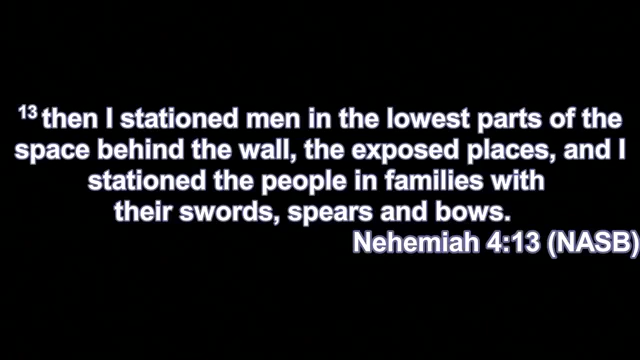 13 then I stationed men in the lowest parts of the
space behind the wall, the exposed places, and I
stationed the people in families with
their swords, spears and bows.
Nehemiah 4:13 (NASB)